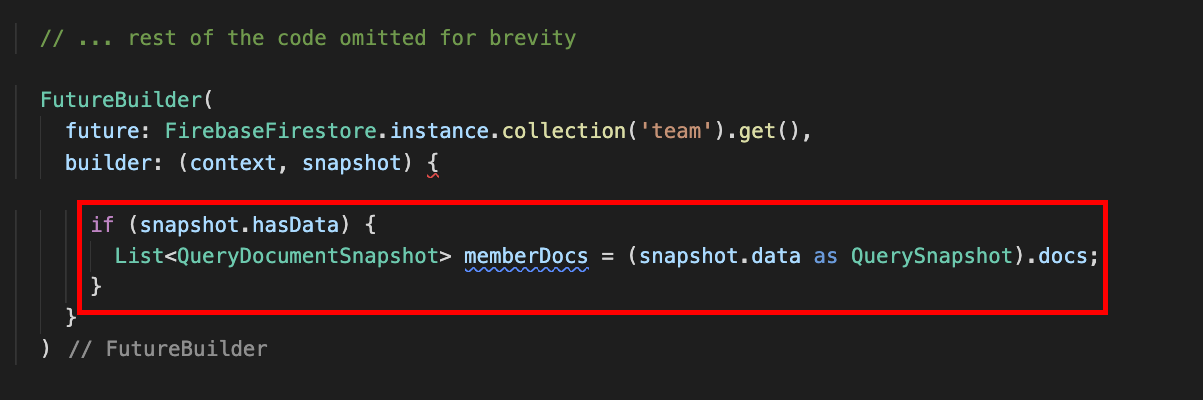 // ... rest of the code omitted for brevity
FutureBuilder(
future: FirebaseFirestore.instance.collection('team').get(),
builder: (context, snapshot) {
if (snapshot.hasData) {
List<QueryDocumentSnapshot> memberDocs = (snapshot.data as QuerySnapshot).docs;
}
}
) // FutureBuilder